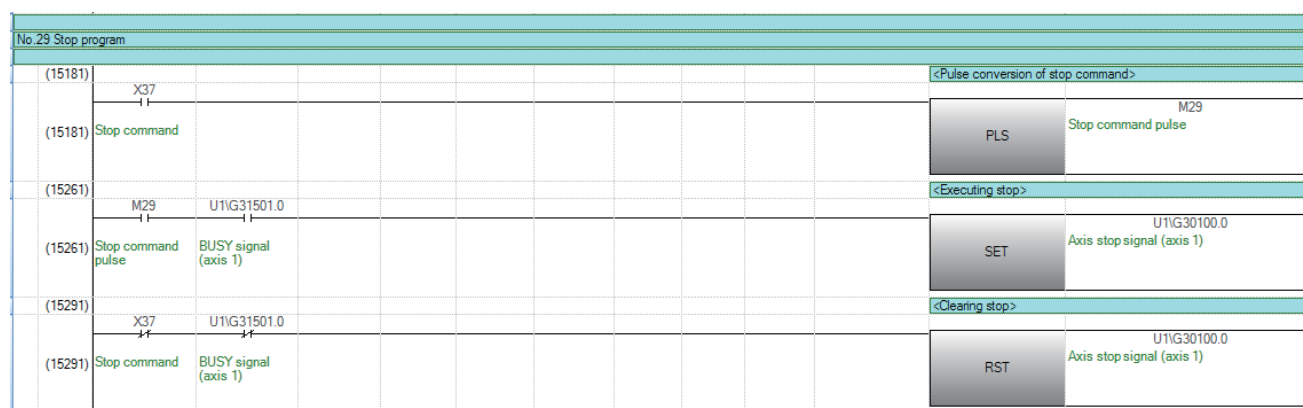 No.29 Stop program
(15181) <Pulse conversion of stop command>
X37 M29
(15181) Stop command PLS Stop command pulse
(15261) <Executing stop>
M29 U1\G31501.0 U1\G30100.0
(15261) Stop command BUSY signal SET Axis stop signal (axis 1)
pulse (axis 1)
(15291) <Clearing stop>
X37 U1\G31501.0 U1\G30100.0
(15291) Stop command BUSY signal RST Axis stop signal (axis 1)
(axis 1)